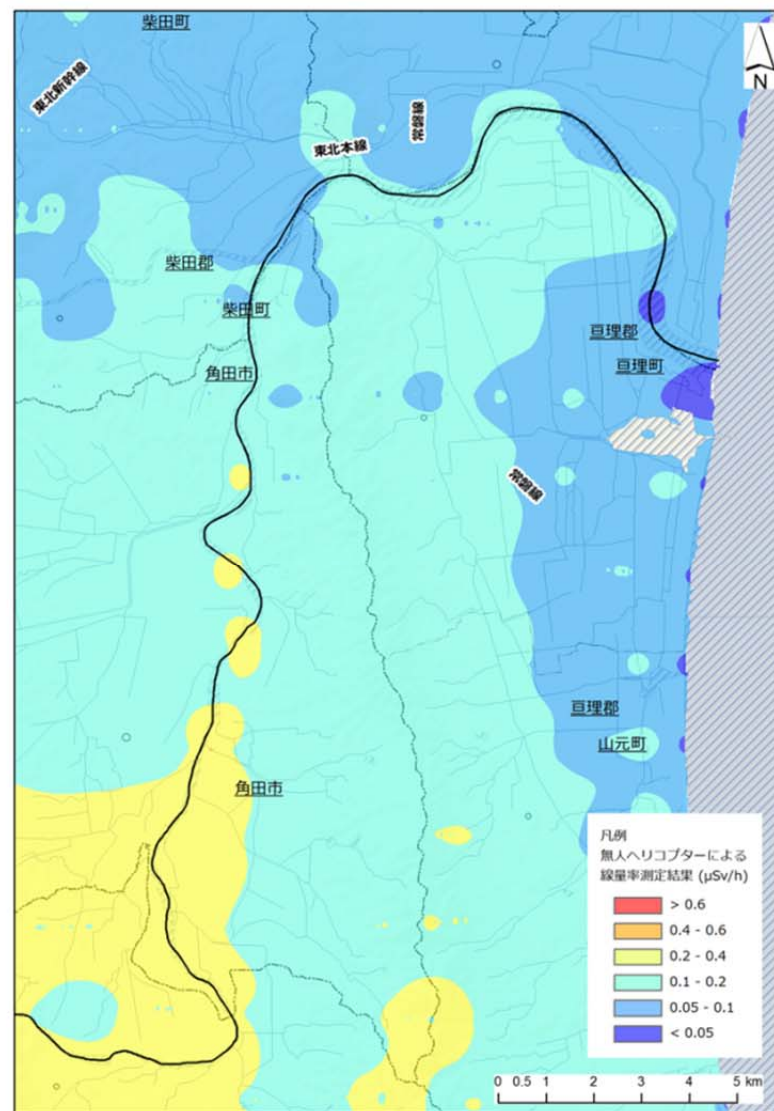 柴田町
東北新幹線
常磐線
東北本線
N
柴田郡
柴田町
亘理郡
亘理町
角田市
常磐線
亘理郡
山元町
角田市
凡例
無人ヘリコプターによる
線量率測定結果 (μSv/h)
> 0.6
0.4 - 0.6
0.2 - 0.4
0.1 - 0.2
0.05 - 0.1
< 0.05
0 0.5 1 2 3 4 5 km